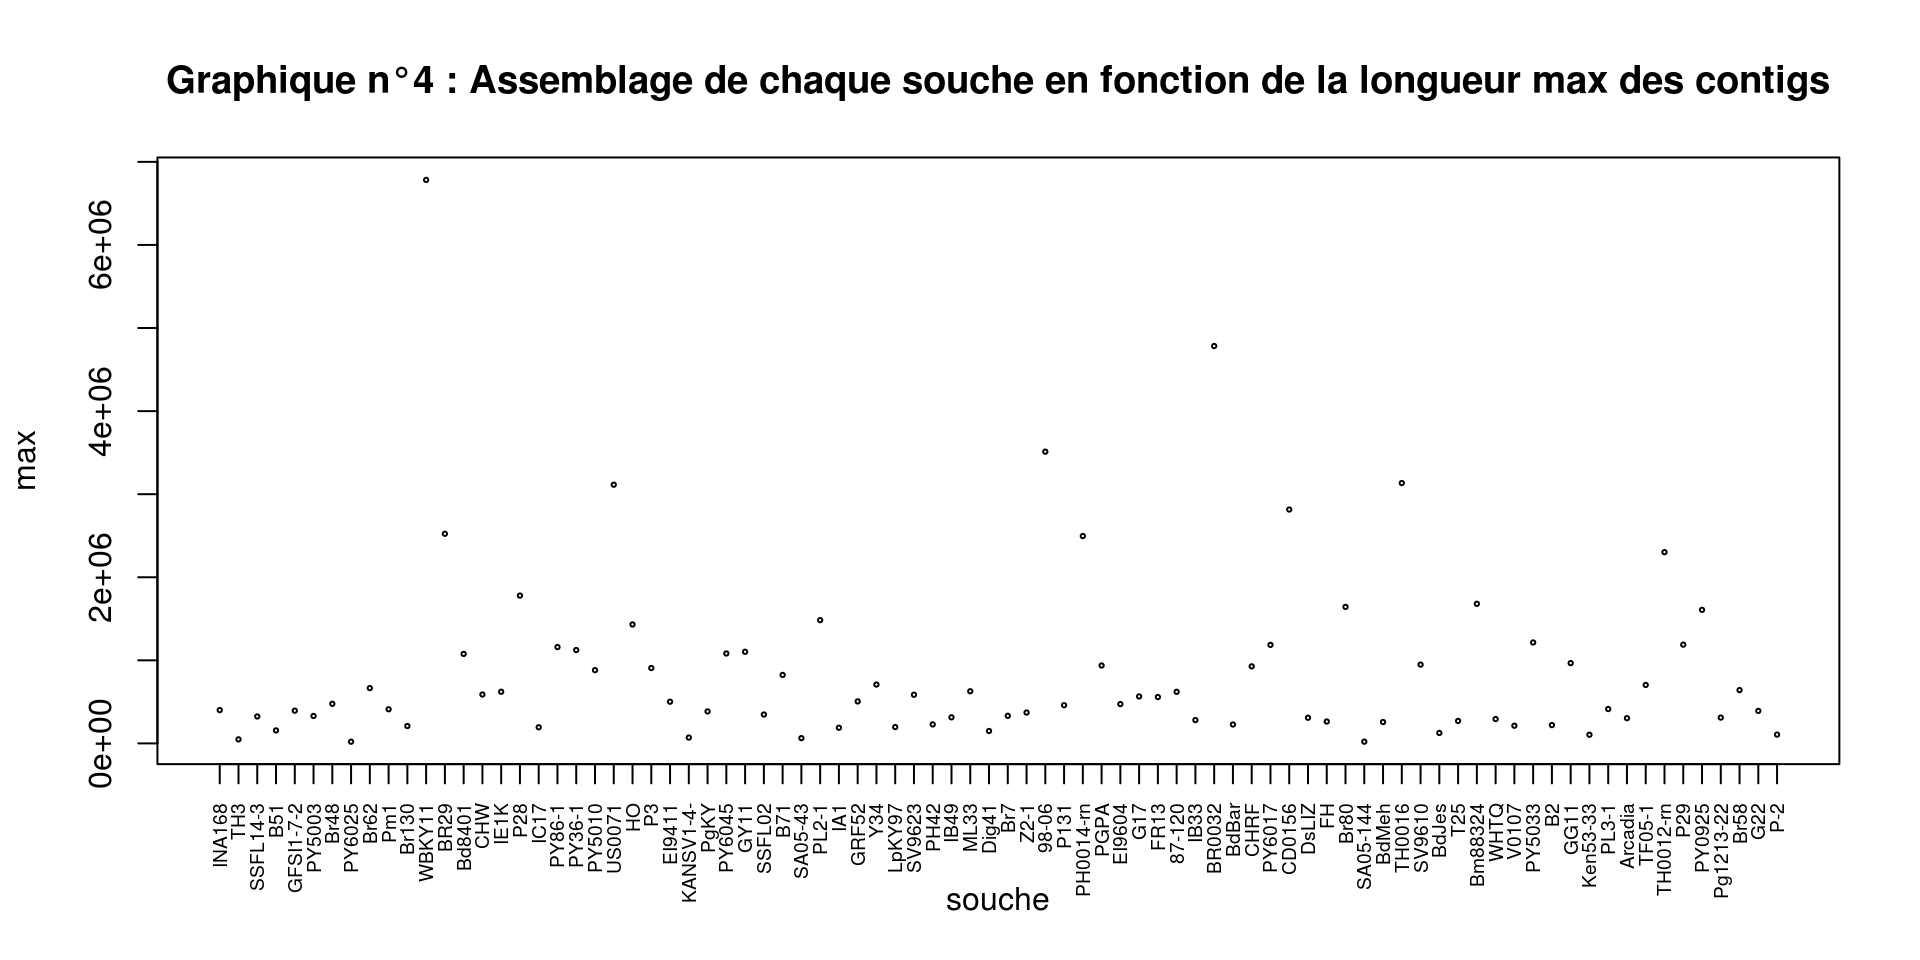 Graphique n°4 : Assemblage de chaque souche en fonction de la longueur max des contigs
max
6e+06
4e+06
2e+06
0e+00
INA168
TH3
SSFL14-3
B51
GFSI1-7-2
PY5003
Br48
PY6025
Br62
Pm1
Br130
WBKY11
BR29
Bd8401
CHW
IE1K
P28
IC17
PY86-1
PY36-1
PY5010
US0071
HO
P3
EI9411
KANSV1-4-
PgKY
PY6045
GY11
SSFL02
B71
SA05-43
PL2-1
IA1
GRF52
Y34
LpKY97
SV9623
PH42
IB49
ML33
Dig41
Br7
Z2-1
98-06
P131
PH0014-rn
PGPA
EI9604
G17
FR13
87-120
IB33
BR0032
BdBar
CHRF
PY6017
CD0156
DsLIZ
FH
Br80
SA05-144
BdMeh
TH0016
SV9610
BdJes
T25
Bm88324
WHTQ
V0107
PY5033
B2
GG11
Ken53-33
PL3-1
Arcadia
TF05-1
TH0012-rn
P29
PY0925
Pg1213-22
Br58
G22
P-2
souche